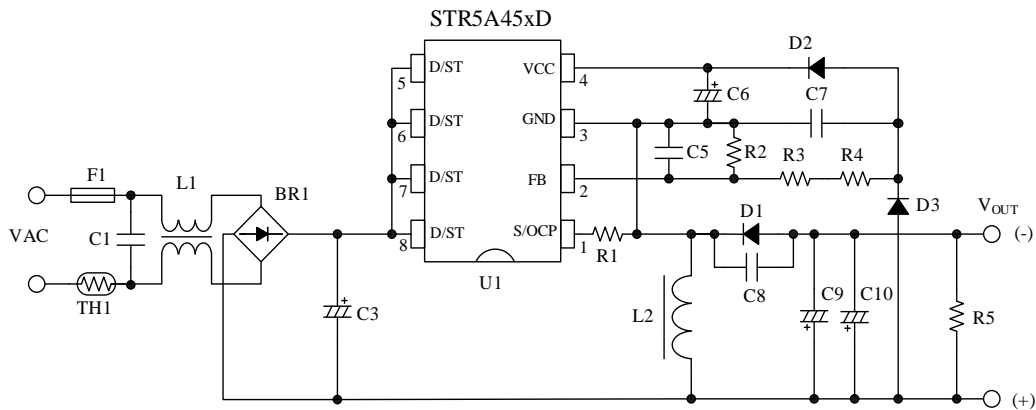 STR5A45xD
D2
D/ST
VCC
5
4
C6
C7
D/ST
GND
6
3
C5
R2
R3
R4
D/ST
FB
7
2
F1
L1
BR1
D3
VOUT
D1
(-)
VAC
C1
D/ST
S/OCP
8
1
R1
U1
C8
TH1
C3
L2
C9
C10
R5
(+)